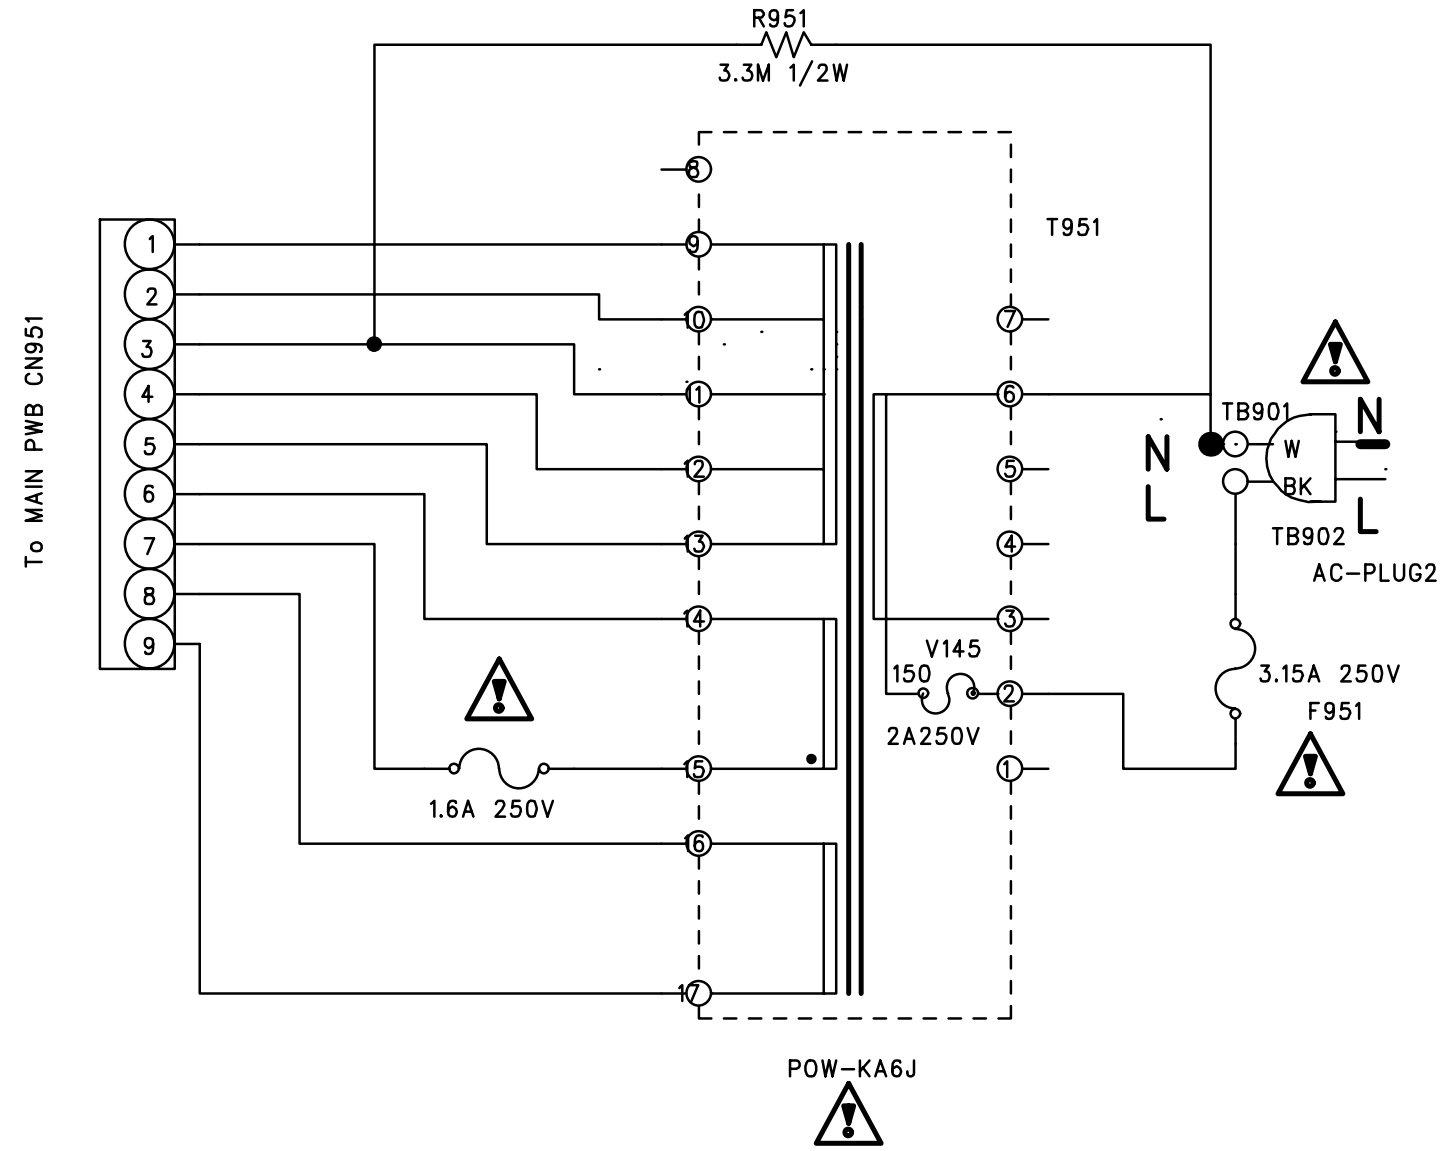 R951
3.3M 1/2W
T951
To MAIN PWB CN951
1
2
3
4
5
6
7
8
9
8
9
10
11
12
13
14
15
16
17
7
6
5
4
3
2
1
V145
150
2A250V
1.6A 250V
N
L
TB901
W
BK
TB902
N
L
AC-PLUG2
3.15A 250V
F951
POW-KA6J